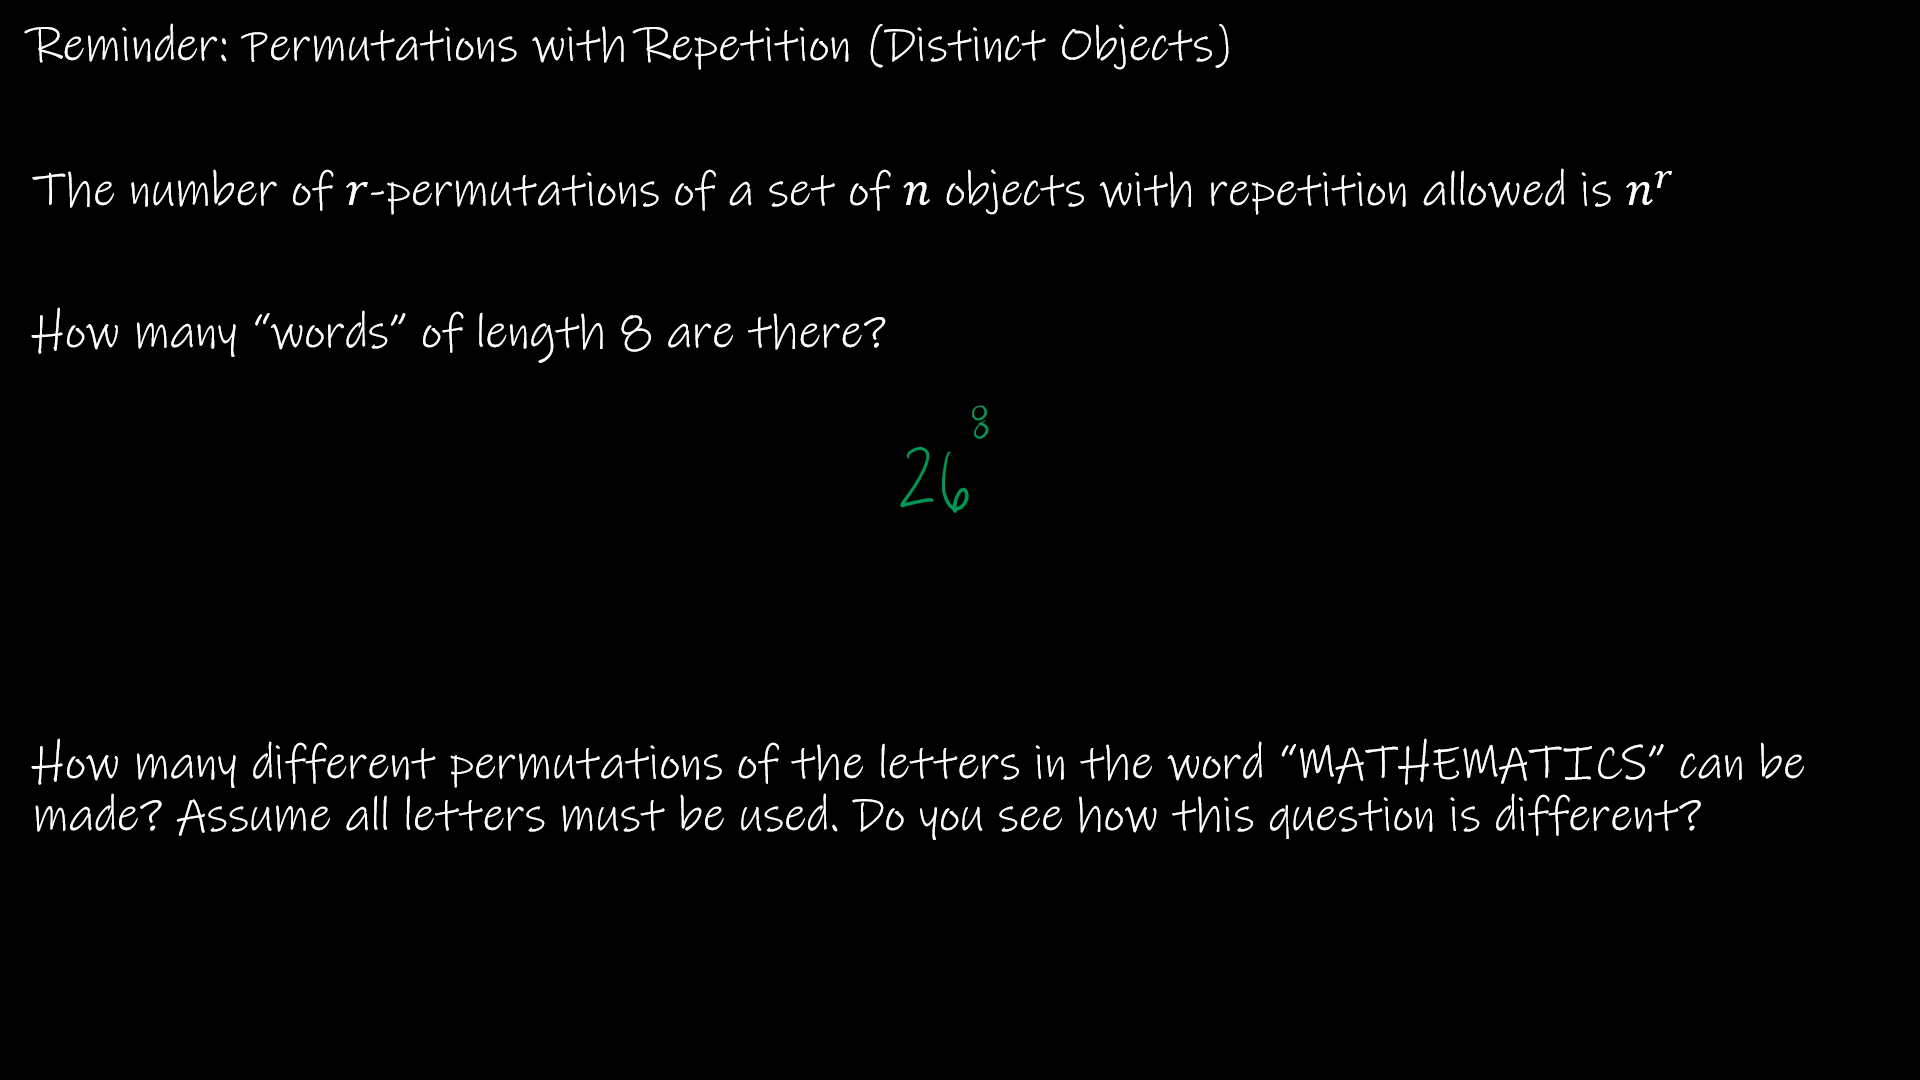 Reminder: Permutations with Repetition (Distinct Objects)
The number of r-permutations of a set of n objects with repetition allowed is nʳ
How many “words” of length 8 are there?
26⁸
How many different permutations of the letters in the word “MATHEMATICS” can be
made? Assume all letters must be used. Do you see how this question is different?